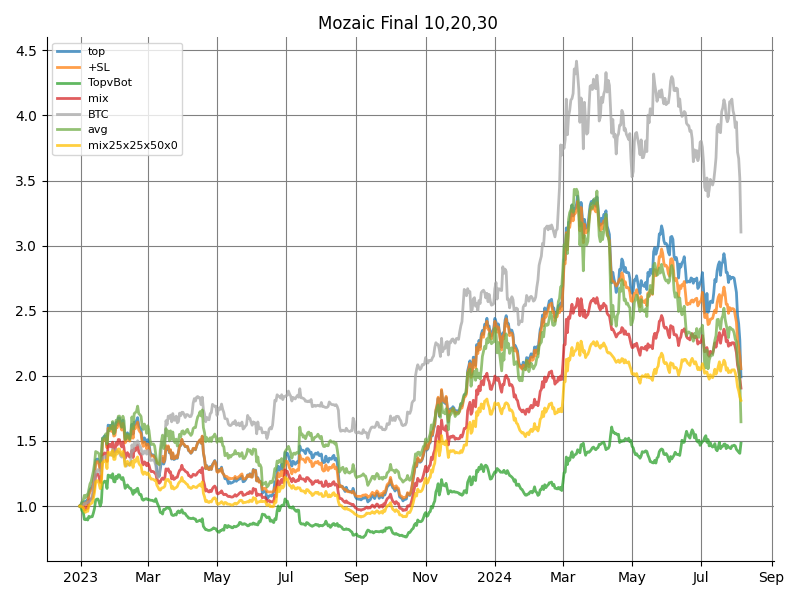 Mozaic Final 10,20,30
top
+SL
TopvBot
mix
BTC
avg
mix25x25x50x0
4.5
4.0
3.5
3.0
2.5
2.0
1.5
1.0
2023 Mar May Jul Sep Nov 2024 Mar May Jul Sep